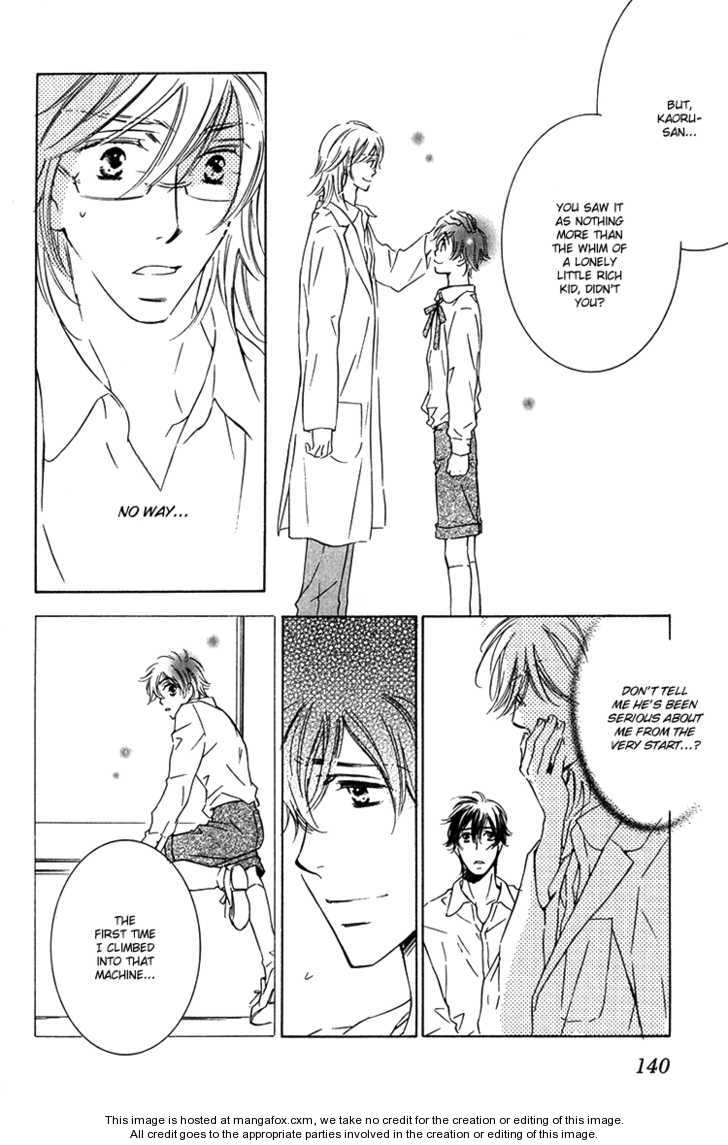 BUT,
KAORU-
SAN...
YOU SAW IT
AS NOTHING
MORE THAN
THE WHIM OF
A LONELY
LITTLE RICH
KID, DIDN'T
YOU?
NO WAY...
DON'T TELL
ME HE'S BEEN
SERIOUS ABOUT
ME FROM THE
VERY START...?
THE
FIRST TIME
I CLIMBED
INTO THAT
MACHINE...
140
This image is hosted at mangafox.cxm, we take no credit for the creation or editing of this image.
All credit goes to the appropriate parties involved in the creation or editing of this image.